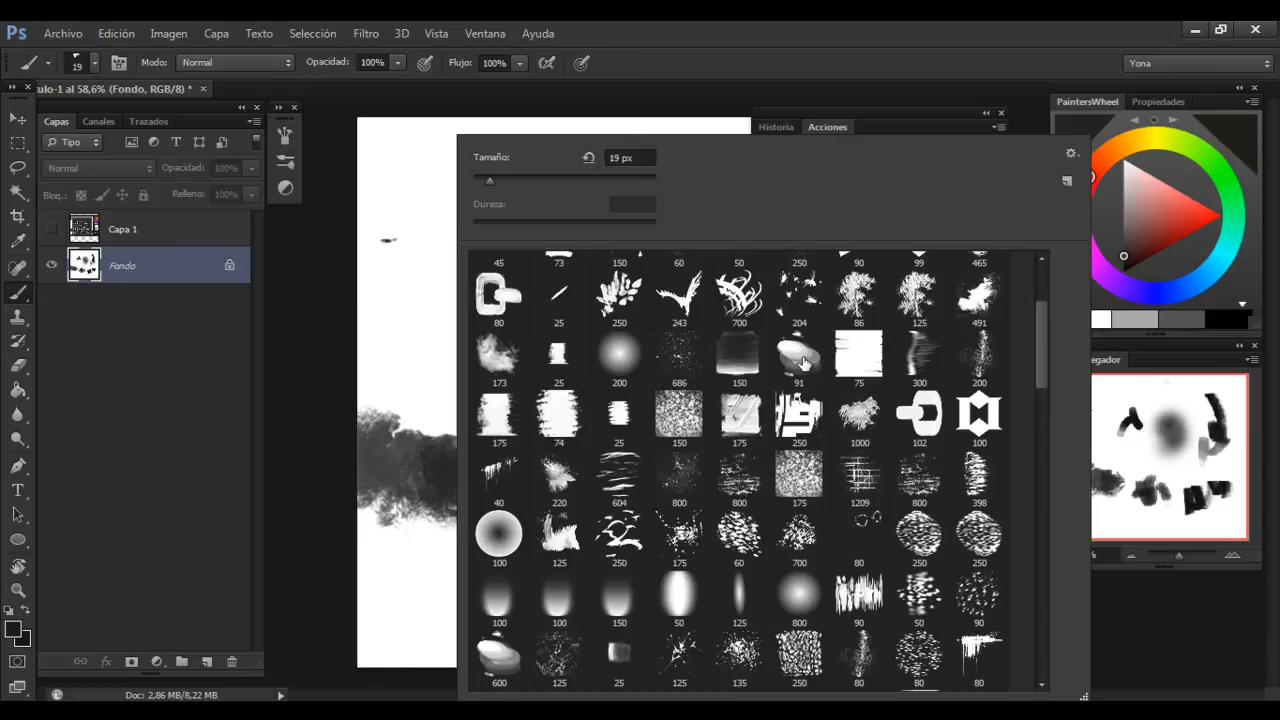 Ps Archivo Edición Imagen Capa Texto Selección Filtro 3D Vista Ventana Ayuda
19 Modo: Normal Opacidad: 100% Flujo: 100% Yona
ulo-1 al 58,6% (Fondo, RGB/8) * ×
Capas Canales Trazados
Tipo
Normal Opacidad: 100%
Bloq.: Relleno: 100%
Capa 1
Fondo
Historia Acciones
PaintersWheel Propiedades
Tamaño: 19 px
Dureza:
45 73 150 60 50 250 90 99 465
80 25 250 243 700 204 86 125 491
173 25 200 686 150 91 75 300 200
175 74 25 150 175 250 1000 102 100
40 220 604 800 800 175 1209 800 398
100 125 250 175 60 700 80 250 250
100 100 150 50 125 800 90 50 90
600 125 25 125 135 250 80 80 80
egador
%
Doc: 2,86 MB/8,22 MB